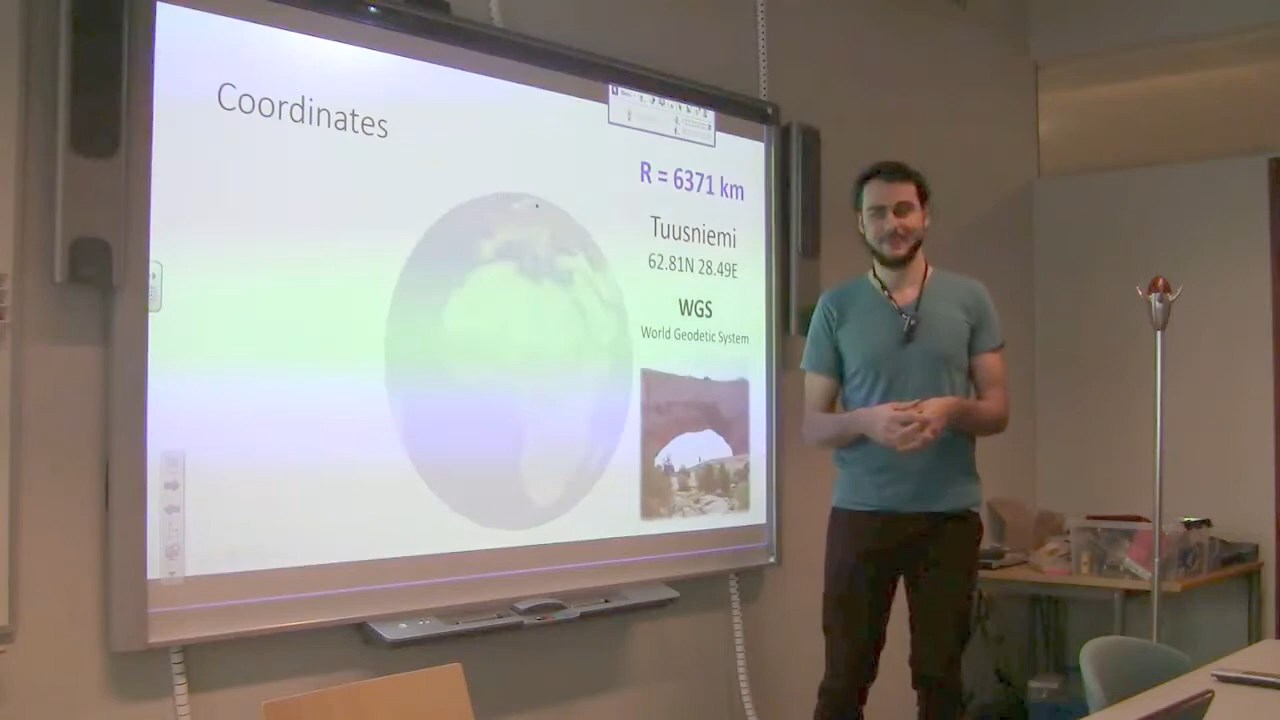 Coordinates
R = 6371 km
Tuusniemi
62.81N 28.49E
WGS
World Geodetic System